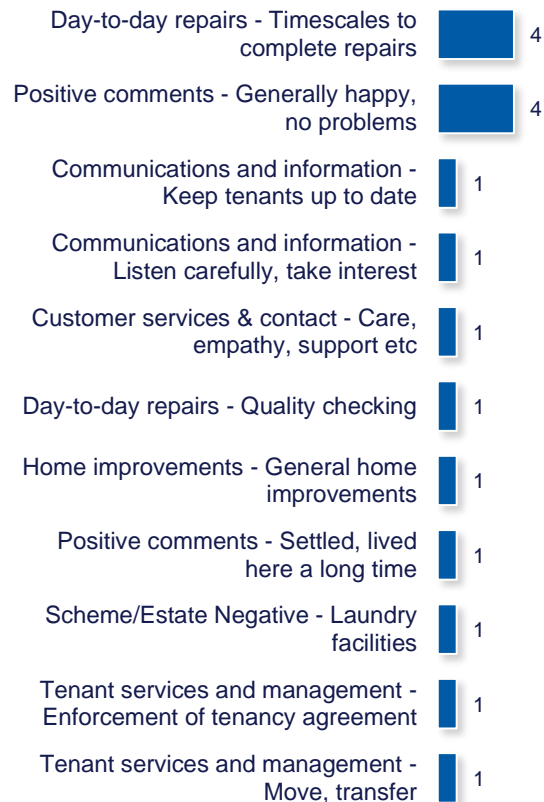 Day-to-day repairs - Timescales to
complete repairs
4
Positive comments - Generally happy,
no problems
4
Communications and information -
Keep tenants up to date
1
Communications and information -
Listen carefully, take interest
1
Customer services & contact - Care,
empathy, support etc
1
Day-to-day repairs - Quality checking
1
Home improvements - General home
improvements
1
Positive comments - Settled, lived
here a long time
1
Scheme/Estate Negative - Laundry
facilities
1
Tenant services and management -
Enforcement of tenancy agreement
1
Tenant services and management -
Move, transfer
1